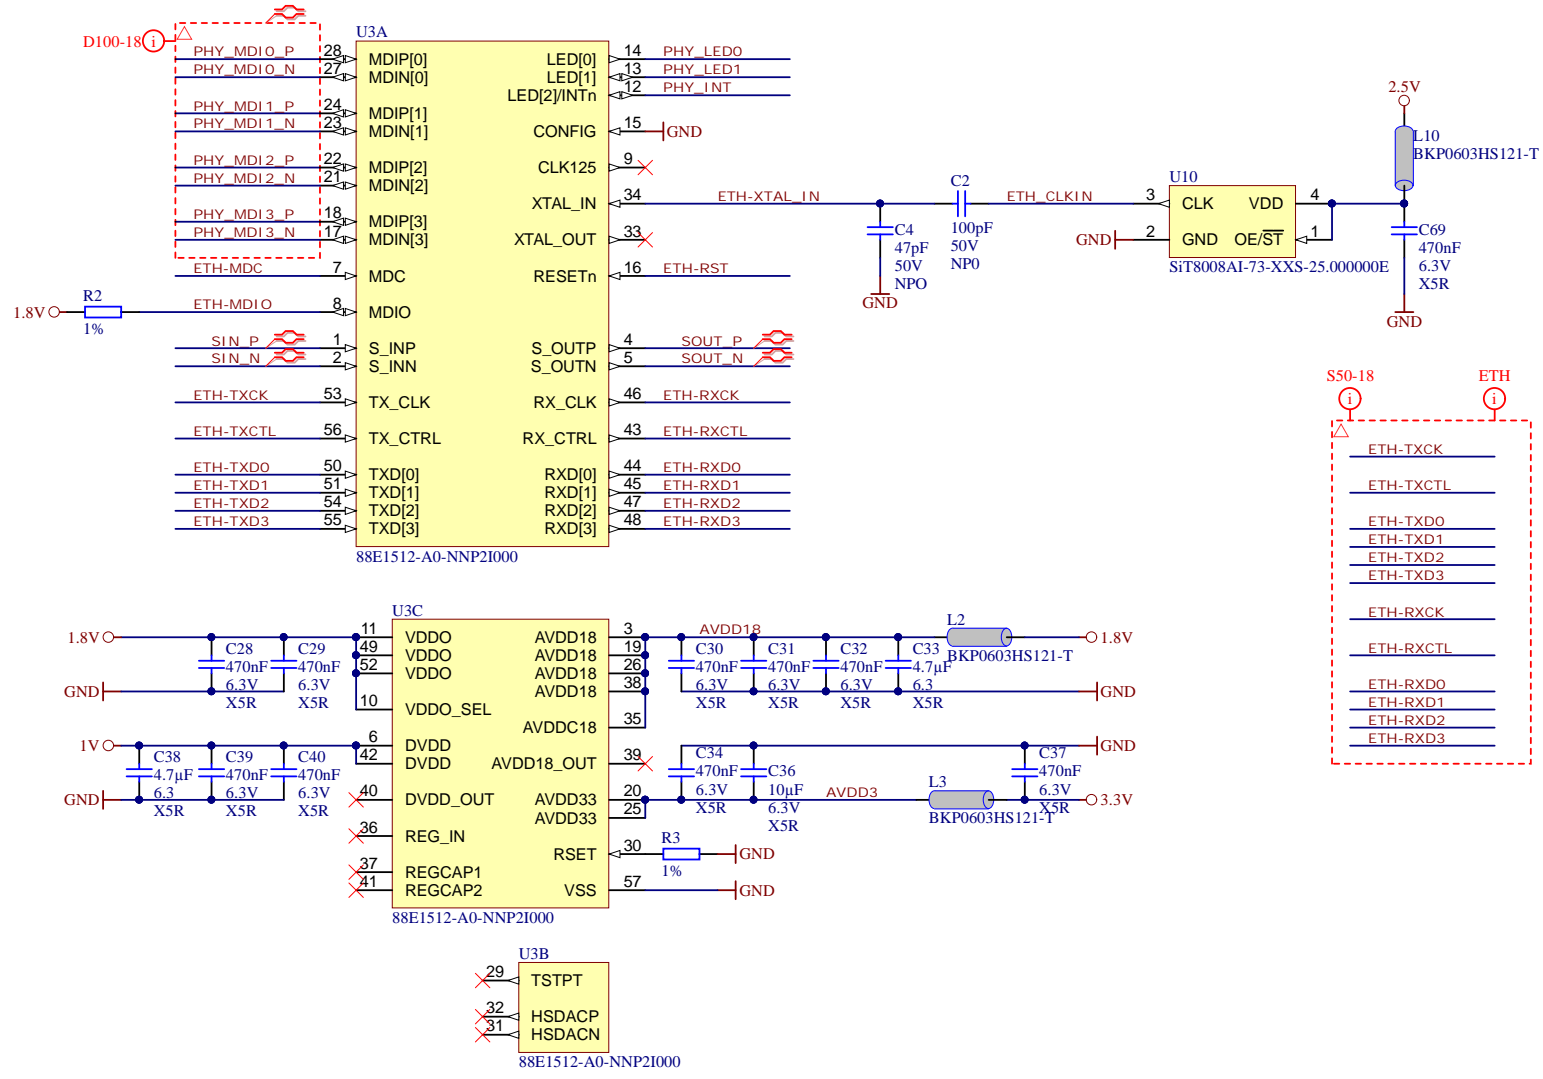 D100-18
U3A
PHY_MDI0_P 28 MDIP[0] LED[0] 14 PHY_LED0
PHY_MDI0_N 27 MDIN[0] LED[1] 13 PHY_LED1
LED[2]/INTn 12 PHY_INT
PHY_MDI1_P 24 MDIP[1]
PHY_MDI1_N 23 MDIN[1] CONFIG 15 GND
PHY_MDI2_P 22 MDIP[2] CLK125 9
PHY_MDI2_N 21 MDIN[2]
XTAL_IN 34 ETH-XTAL_IN
PHY_MDI3_P 18 MDIP[3]
PHY_MDI3_N 17 MDIN[3] XTAL_OUT 33
ETH-MDC 7 MDC RESETn 16 ETH-RST
1.8V R2 1% ETH-MDIO 8 MDIO
SIN_P 1 S_INP S_OUTP 4 SOUT_P
SIN_N 2 S_INN S_OUTN 5 SOUT_N
ETH-TXCK 53 TX_CLK RX_CLK 46 ETH-RXCK
ETH-TXCTL 56 TX_CTRL RX_CTRL 43 ETH-RXCTL
ETH-TXD0 50 TXD[0] RXD[0] 44 ETH-RXD0
ETH-TXD1 51 TXD[1] RXD[1] 45 ETH-RXD1
ETH-TXD2 54 TXD[2] RXD[2] 47 ETH-RXD2
ETH-TXD3 55 TXD[3] RXD[3] 48 ETH-RXD3
88E1512-A0-NNP2I000
C4
47pF
50V
NPO
GND
C2
100pF
50V
NP0
ETH_CLKIN
U10
3 CLK VDD 4
GND 2 GND OE/ST 1
SiT8008AI-73-XXS-25.000000E
2.5V
L10
BKP0603HS121-T
C69
470nF
6.3V
X5R
GND
S50-18 ETH
ETH-TXCK
ETH-TXCTL
ETH-TXD0
ETH-TXD1
ETH-TXD2
ETH-TXD3
ETH-RXCK
ETH-RXCTL
ETH-RXD0
ETH-RXD1
ETH-RXD2
ETH-RXD3
U3C
1.8V 11 VDDO AVDD18 3 AVDD18 1.8V
49 VDDO AVDD18 19
52 VDDO AVDD18 26
AVDD18 38
10 VDDO_SEL
AVDDC18 35
6 DVDD
42 DVDD AVDD18_OUT 39
40 DVDD_OUT AVDD33 20 AVDD3 3.3V
AVDD33 25
36 REG_IN
RSET 30 R3 1% GND
37 REGCAP1
41 REGCAP2 VSS 57 GND
88E1512-A0-NNP2I000
GND
C28
470nF
6.3V
X5R
C29
470nF
6.3V
X5R
1V
GND
C38
4.7µF
6.3
X5R
C39
470nF
6.3V
X5R
C40
470nF
6.3V
X5R
C30
470nF
6.3V
X5R
C31
470nF
6.3V
X5R
C32
470nF
6.3V
X5R
C33
4.7µF
6.3
X5R
L2
BKP0603HS121-T
GND
C34
470nF
6.3V
X5R
C36
10µF
6.3V
X5R
L3
BKP0603HS121-T
C37
470nF
6.3V
X5R
GND
U3B
29 TSTPT
32 HSDACP
31 HSDACN
88E1512-A0-NNP2I000